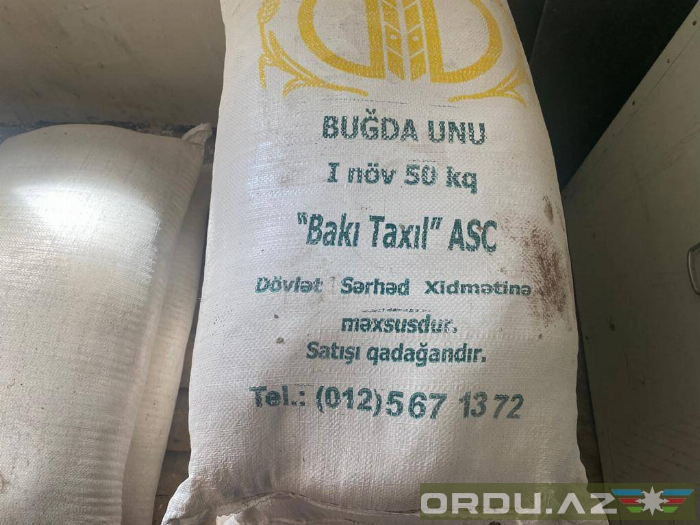 BUĞDA UNU
I növ 50 kq
"Bakı Taxıl" ASC
Dövlət Sərhəd Xidmətinə
məxsusdur.
Satışı qadağandır.
Tel.: (012) 567 13 72
ORDU.AZ